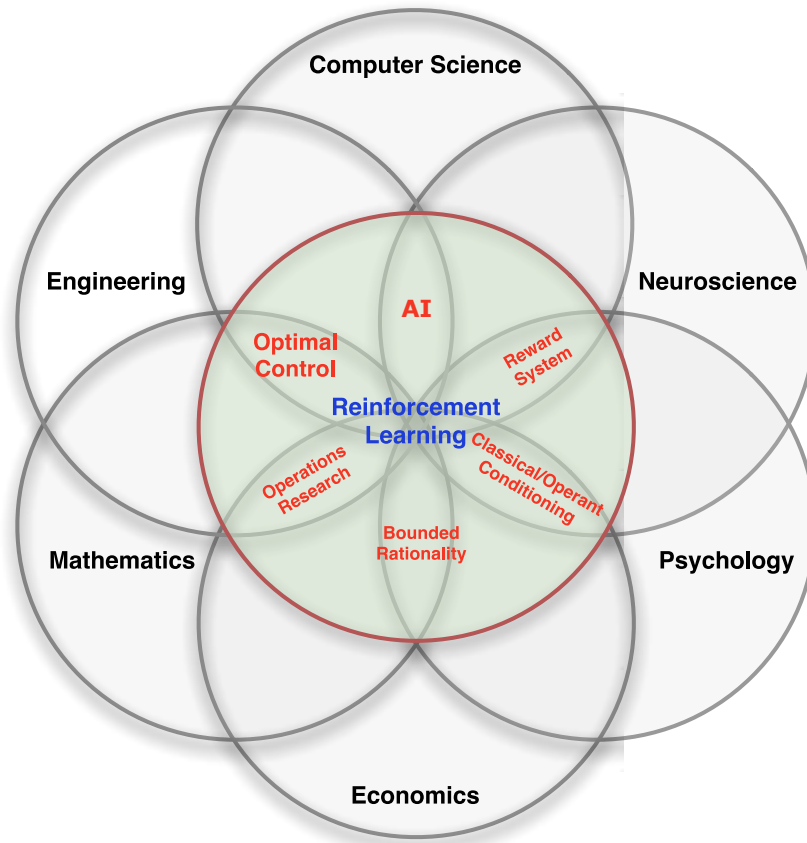 Computer Science
Engineering
Neuroscience
AI
Optimal
Control
Reward
System
Reinforcement
Learning
Operations
Research
Classical/Operant
Conditioning
Bounded
Rationality
Mathematics
Psychology
Economics